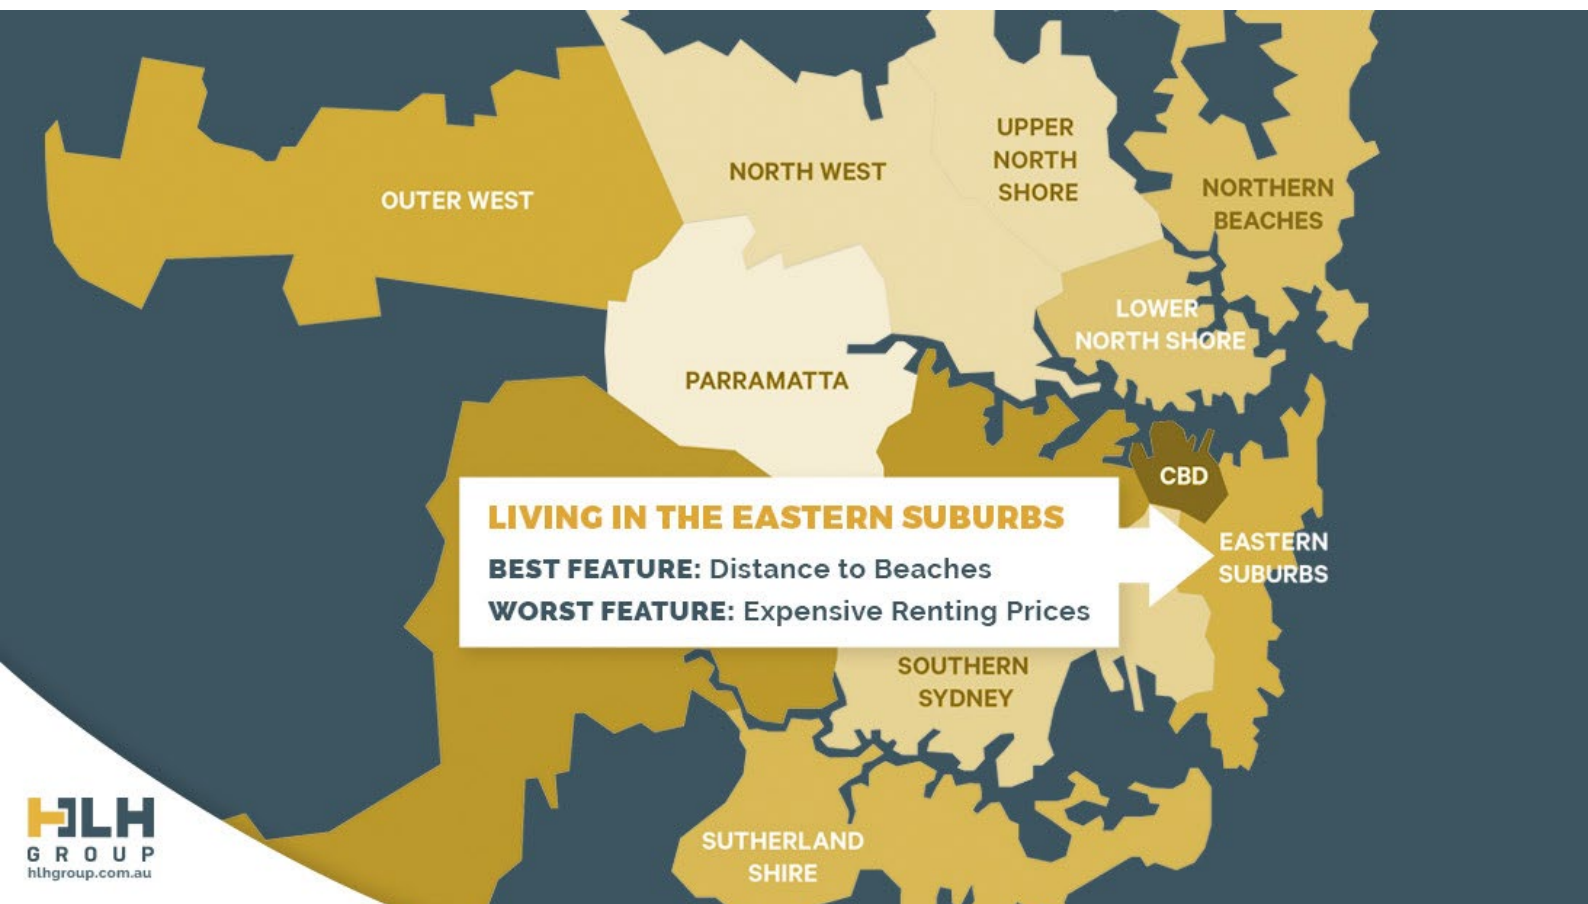 UPPER
NORTH
SHORE
NORTH WEST
OUTER WEST
NORTHERN
BEACHES
LOWER
NORTH SHORE
PARRAMATTA
CBD
LIVING IN THE EASTERN SUBURBS
BEST FEATURE: Distance to Beaches
WORST FEATURE: Expensive Renting Prices
EASTERN
SUBURBS
SOUTHERN
SYDNEY
SUTHERLAND
SHIRE
HLH
GROUP
hlhgroup.com.au